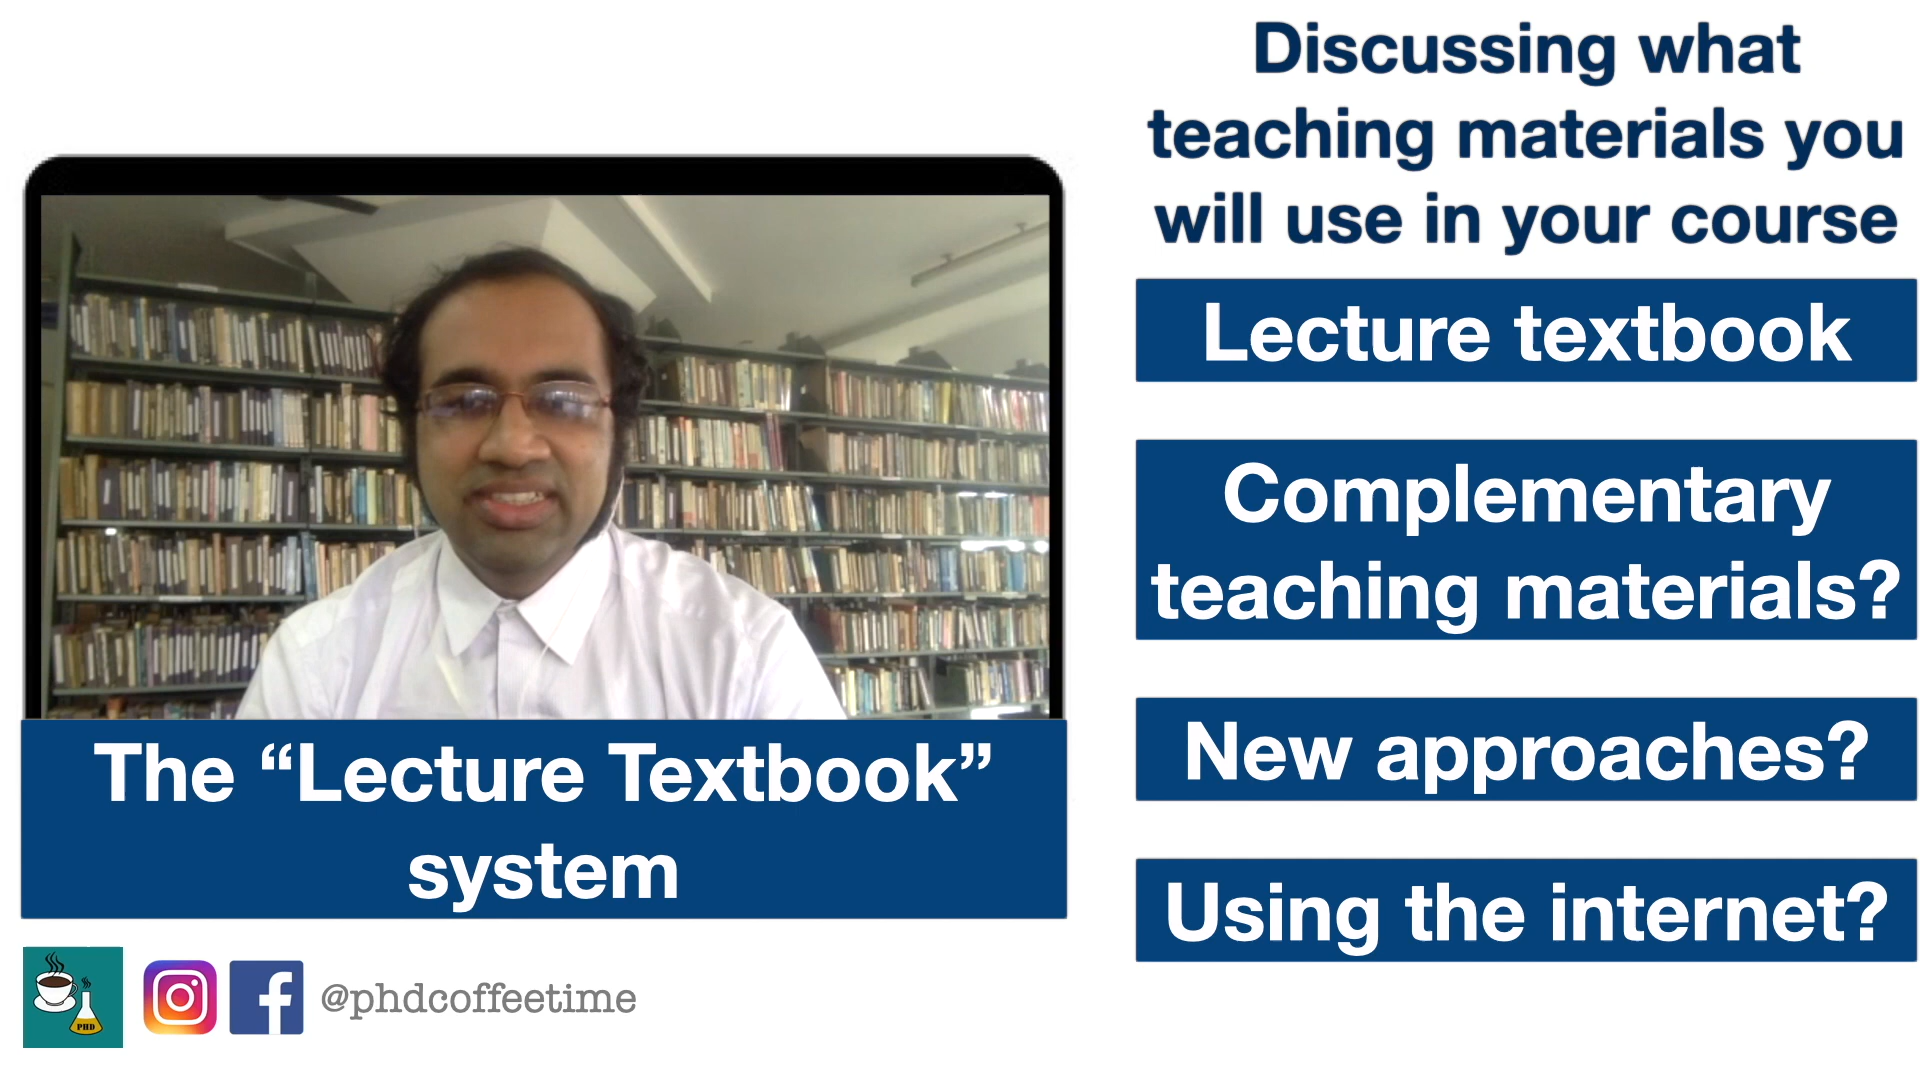 Discussing what
teaching materials you
will use in your course
Lecture textbook
Complementary
teaching materials?
New approaches?
Using the internet?
The “Lecture Textbook”
system
PHD
@phdcoffeetime